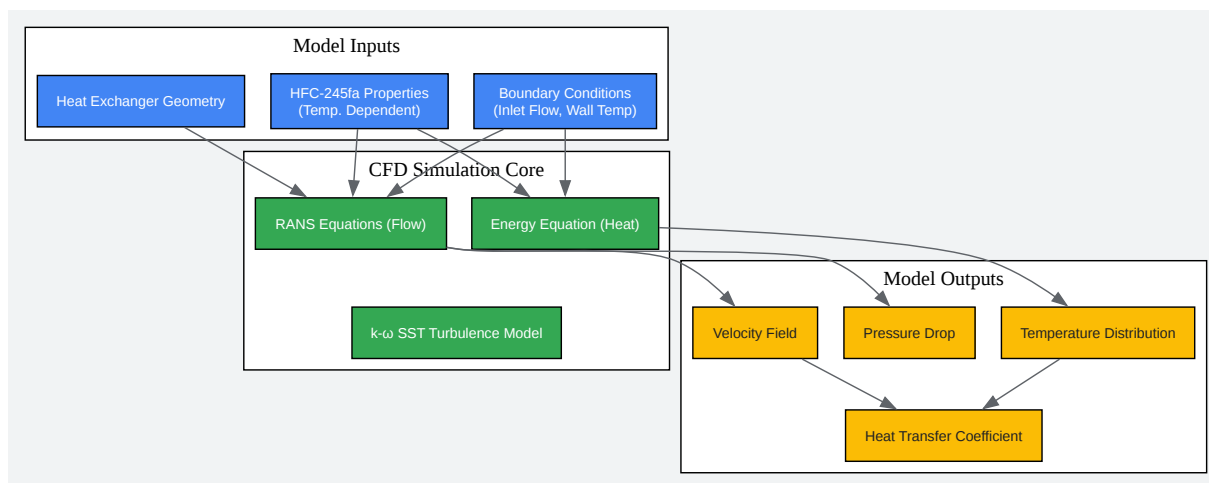 Model Inputs
Heat Exchanger Geometry
HFC-245fa Properties
(Temp. Dependent)
Boundary Conditions
(Inlet Flow, Wall Temp)
CFD Simulation Core
RANS Equations (Flow)
Energy Equation (Heat)
k-ω SST Turbulence Model
Model Outputs
Velocity Field
Pressure Drop
Temperature Distribution
Heat Transfer Coefficient